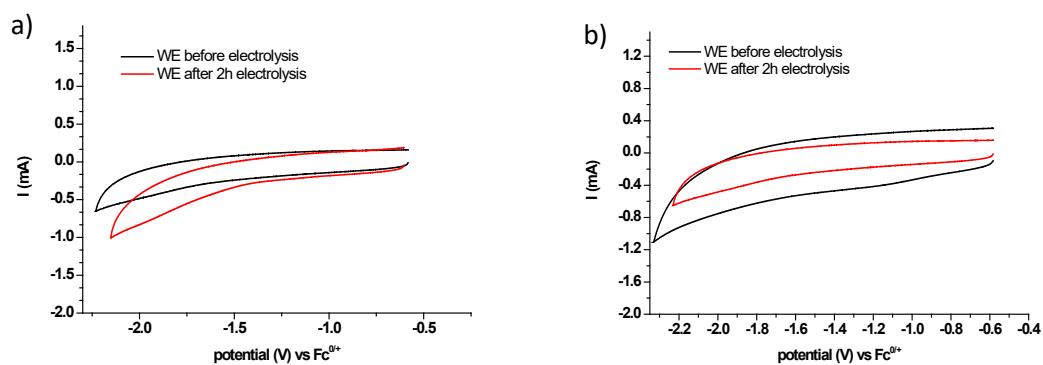 a)
WE before electrolysis
WE after 2h electrolysis
1.5
1.0
0.5
0.0
-0.5
-1.0
-1.5
-2.0
I (mA)
-2.0 -1.5 -1.0 -0.5
potential (V) vs Fc^0/+
b)
WE before electrolysis
WE after 2h electrolysis
1.2
0.8
0.4
0.0
-0.4
-0.8
-1.2
-1.6
-2.0
I (mA)
-2.2 -2.0 -1.8 -1.6 -1.4 -1.2 -1.0 -0.8 -0.6 -0.4
potential (V) vs Fc^0/+